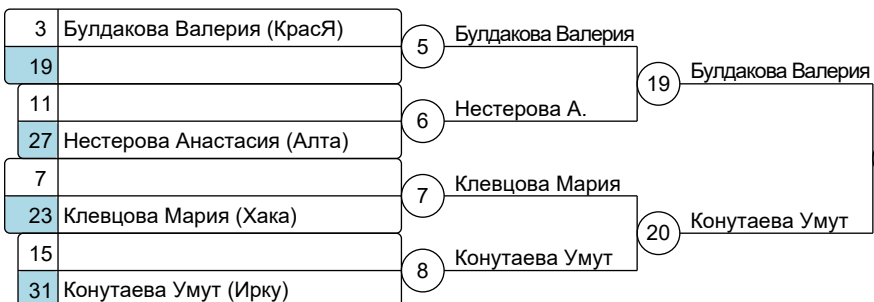 3 Булдакова Валерия (КрасЯ)
19
11
27 Нестерова Анастасия (Алта)
7
23 Клевцова Мария (Хака)
15
31 Конутаева Умут (Ирку)
5 Булдакова Валерия
6 Нестерова А.
7 Клевцова Мария
8 Конутаева Умут
19 Булдакова Валерия
20 Конутаева Умут